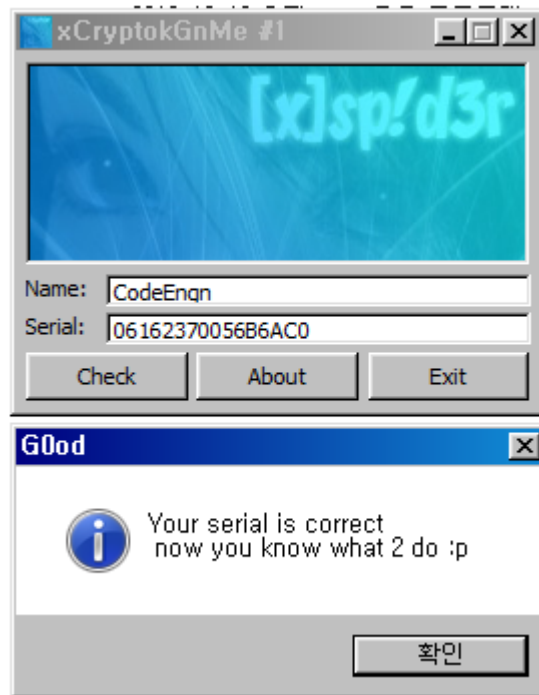 xCryptokGnMe #1
[x]sp!d3r
Name: CodeEngn
Serial: 06162370056B6AC0
Check About Exit
G0od
Your serial is correct
now you know what 2 do :p
확인